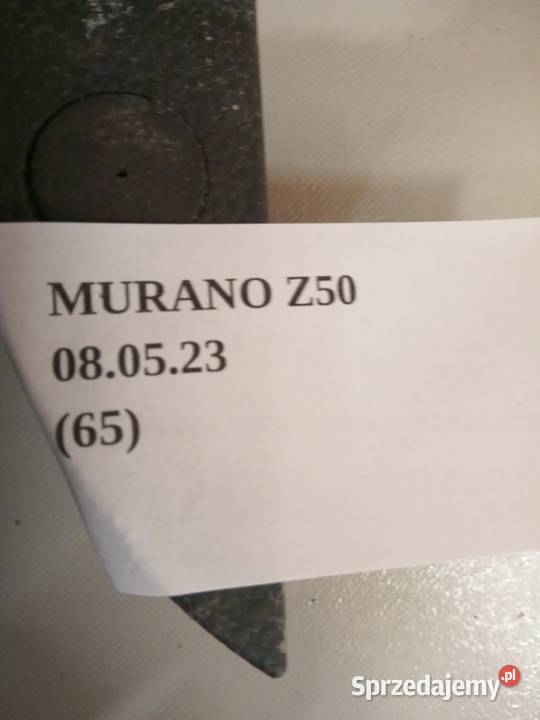 MURANO Z50
08.05.23
(65)
Sprzedajemy.pl